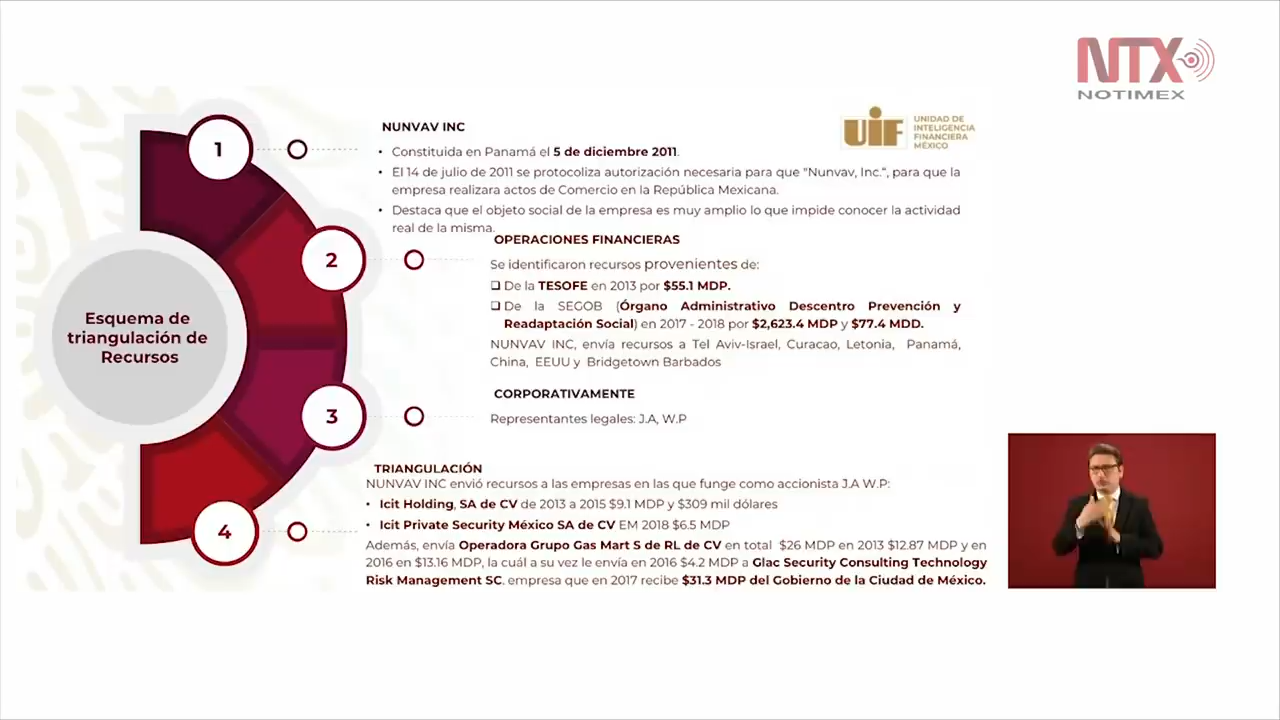 NTX
NOTIMEX
UIF
UNIDAD DE
INTELIGENCIA
FINANCIERA
MÉXICO
Esquema de
triangulación de
Recursos
1
NUNVAV INC
• Constituida en Panamá el 5 de diciembre 2011.
• El 14 de julio de 2011 se protocoliza autorización necesaria para que "Nunvav, Inc.", para que la
empresa realizara actos de Comercio en la República Mexicana.
• Destaca que el objeto social de la empresa es muy amplio lo que impide conocer la actividad
real de la misma.
2
OPERACIONES FINANCIERAS
Se identificaron recursos provenientes de:
❑ De la TESOFE en 2013 por $55.1 MDP.
❑ De la SEGOB (Órgano Administrativo Descentro Prevención y
Readaptación Social) en 2017 - 2018 por $2,623.4 MDP y $77.4 MDD.
NUNVAV INC, envía recursos a Tel Aviv-Israel, Curacao, Letonia, Panamá,
China, EEUU y Bridgetown Barbados
3
CORPORATIVAMENTE
Representantes legales: J.A, W.P
4
TRIANGULACIÓN
NUNVAV INC envió recursos a las empresas en las que funge como accionista J.A W.P:
• Icit Holding, SA de CV de 2013 a 2015 $9.1 MDP y $309 mil dólares
• Icit Private Security México SA de CV EM 2018 $6.5 MDP
Además, envía Operadora Grupo Gas Mart S de RL de CV en total $26 MDP en 2013 $12.87 MDP y en
2016 en $13.16 MDP, la cuál a su vez le envía en 2016 $4.2 MDP a Glac Security Consulting Technology
Risk Management SC, empresa que en 2017 recibe $31.3 MDP del Gobierno de la Ciudad de México.